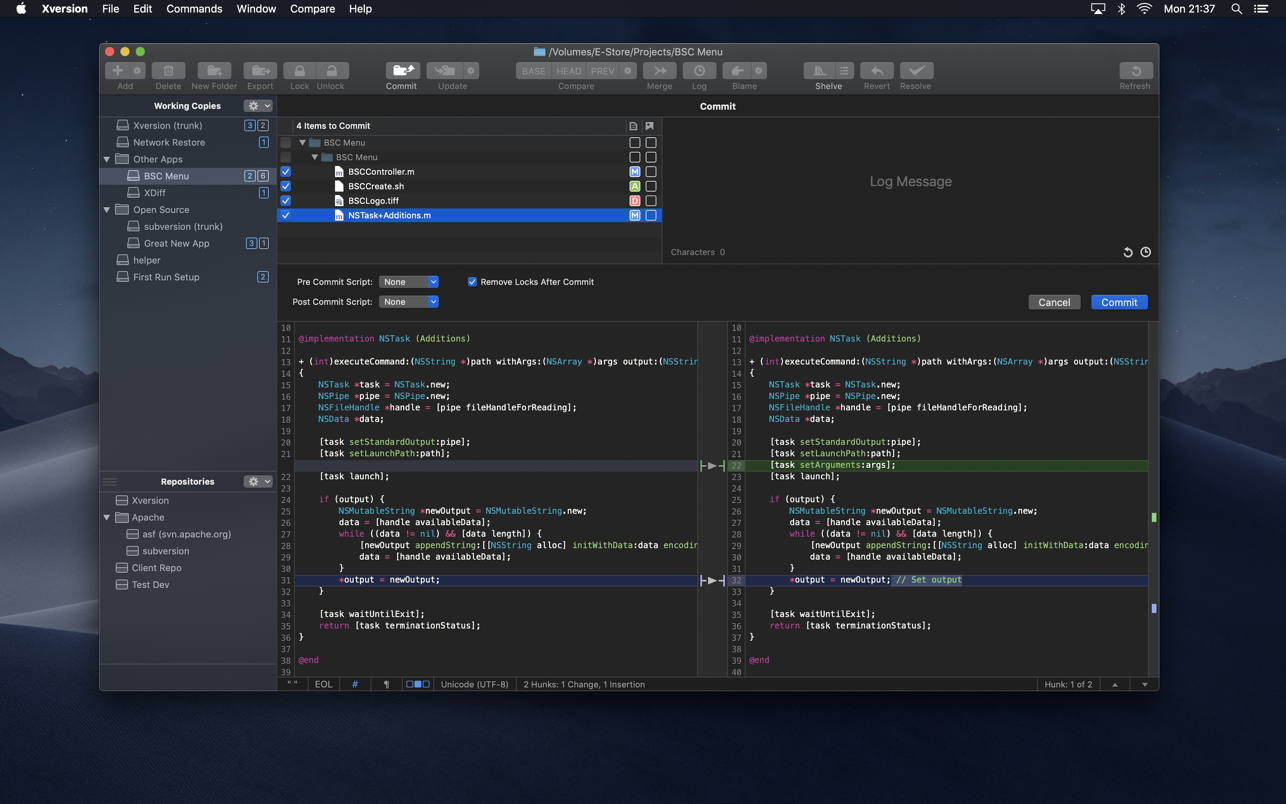 Xversion File Edit Commands Window Compare Help Mon 21:37
/Volumes/E-Store/Projects/BSC Menu
BASE HEAD PREV
Add Delete New Folder Export Lock Unlock Commit Update Compare Merge Log Blame Shelve Revert Resolve Refresh
Working Copies
Xversion (trunk) 3 2
Network Restore 1
Other Apps
BSC Menu 2 6
XDiff 1
Open Source
subversion (trunk)
Great New App 3 1
helper
First Run Setup 2
Repositories
Xversion
Apache
asf (svn.apache.org)
subversion
Client Repo
Test Dev
Commit
4 Items to Commit
BSC Menu
BSC Menu
BSCController.m M
BSCCreate.sh A
BSCLogo.tiff D
NSTask+Additions.m M
Log Message
Characters 0
Pre Commit Script: None Remove Locks After Commit
Post Commit Script: None
Cancel Commit
10
11 @implementation NSTask (Additions)
12
13 + (int)executeCommand:(NSString *)path withArgs:(NSArray *)args output:(NSStrin
14 {
15 NSTask *task = NSTask.new;
16 NSPipe *pipe = NSPipe.new;
17 NSFileHandle *handle = [pipe fileHandleForReading];
18 NSData *data;
19
20 [task setStandardOutput:pipe];
21 [task setLaunchPath:path];
22 [task launch];
23
24 if (output) {
25 NSMutableString *newOutput = NSMutableString.new;
26 data = [handle availableData];
27 while ((data != nil) && [data length]) {
28 [newOutput appendString:[[NSString alloc] initWithData:data encodin
29 data = [handle availableData];
30 }
31 *output = newOutput;
32 }
33
34 [task waitUntilExit];
35 return [task terminationStatus];
36 }
37
38 @end
39
10
11 @implementation NSTask (Additions)
12
13 + (int)executeCommand:(NSString *)path withArgs:(NSArray *)args output:(NSStrin
14 {
15 NSTask *task = NSTask.new;
16 NSPipe *pipe = NSPipe.new;
17 NSFileHandle *handle = [pipe fileHandleForReading];
18 NSData *data;
19
20 [task setStandardOutput:pipe];
21 [task setLaunchPath:path];
22 [task setArguments:args];
23 [task launch];
24
25 if (output) {
26 NSMutableString *newOutput = NSMutableString.new;
27 data = [handle availableData];
28 while ((data != nil) && [data length]) {
29 [newOutput appendString:[[NSString alloc] initWithData:data encodin
30 data = [handle availableData];
31 }
32 *output = newOutput; // Set output
33 }
34
35 [task waitUntilExit];
36 return [task terminationStatus];
37 }
38
39 @end
40
" " EOL # ¶ Unicode (UTF-8) 2 Hunks: 1 Change, 1 Insertion Hunk: 1 of 2